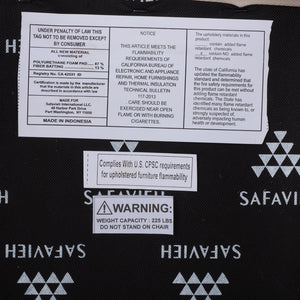 UNDER PENALTY OF LAW THIS
TAG NOT TO BE REMOVED EXCEPT
BY CONSUMER
ALL NEW MATERIAL
consisting of
POLYURETHANE FOAM PAD
FIBER BATTING
Registry No. CA 42331
Certification is made by the manufacturer
that the materials in this article are
described in accordance with law
MADE FOR
Safavieh International LLC.
40 Harbor Park Drive
Port Washington, NY 11050
MADE IN INDONESIA
NOTICE
THIS ARTICLE MEETS THE
FLAMMABILITY
REQUIREMENTS OF
CALIFORNIA BUREAU OF
ELECTRONIC AND APPLIANCE
REPAIR, HOME FURNISHINGS
AND THERMAL INSULATION
TECHNICAL BULLETIN
117-2013
CARE SHOULD BE
EXERCISED NEAR OPEN
FLAME OR WITH BURNING
CIGARETTES.
The upholstery materials in this
product:
contain added flame
retardant chemicals
contain NO added flame
retardant chemicals
The State of California has
updated the flammability
standard and determined that
the fire safety requirements for
this product can be met without
adding flame retardant
chemicals. The State has
identified many flame retardant
chemicals as being known to, or
strongly suspected of,
adversely impacting human
health or development.
Complies With U.S. CPSC requirements
for upholstered furniture flammability
SAFAVIEH
WARNING:
WEIGHT CAPACITY : 225 LBS
DO NOT STAND ON CHAIR
SAFAVIEH